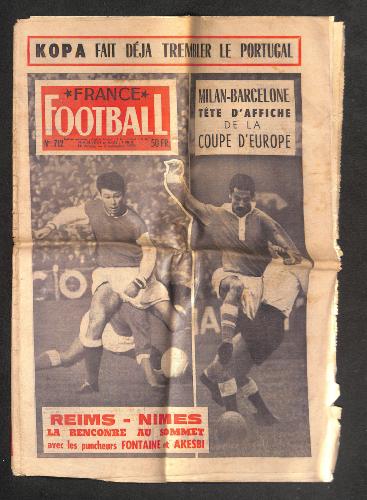 KOPA FAIT DÉJA TREMBLER LE PORTUGAL
*FRANCE*
FOOTBALL
N° 712
50 FR.
MILAN-BARCELONE
TÊTE D'AFFICHE
DE LA
COUPE D'EUROPE
REIMS - NIMES
LA RENCONRE AU SOMMET
avec les puncheurs FONTAINE et AKESBI